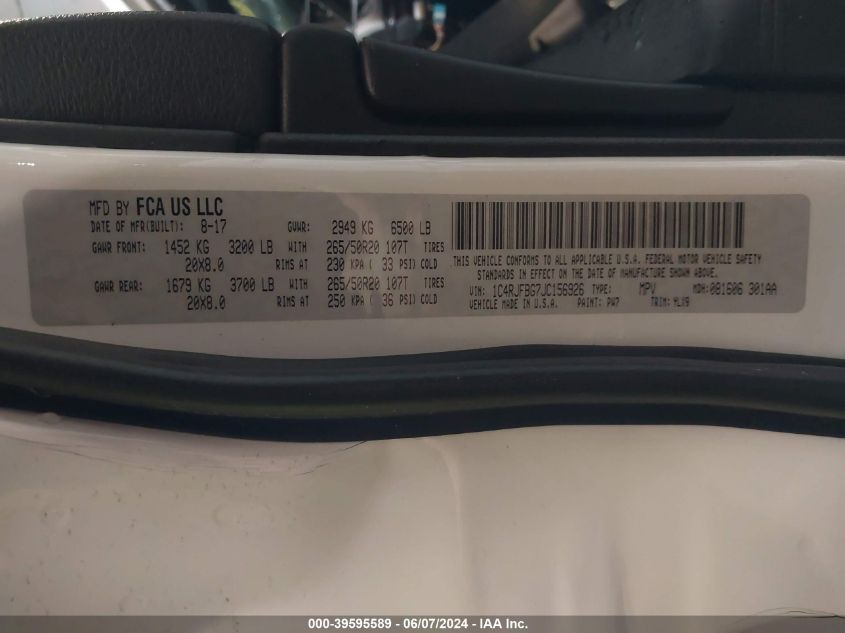 MFD BY FCA US LLC
DATE OF MFR(BUILT): 8-17 GVWR: 2949 KG 6500 LB
GAWR FRONT: 1452 KG 3200 LB WITH 265/50R20 107T TIRES
20X8.0 RIMS AT 230 KPA ( 33 PSI) COLD
GAWR REAR: 1679 KG 3700 LB WITH 265/50R20 107T TIRES
20X8.0 RIMS AT 250 KPA ( 36 PSI) COLD
THIS VEHICLE CONFORMS TO ALL APPLICABLE U.S.A. FEDERAL MOTOR VEHICLE SAFETY
STANDARDS IN EFFECT ON THE DATE OF MANUFACTURE SHOWN ABOVE.
VIN: 1C4RJFBG7JC156926 TYPE: MPV MDH: 081606 301AA
VEHICLE MADE IN U.S.A. PAINT: PW7 TRIM:
000-39595589 - 06/07/2024 - IAA Inc.